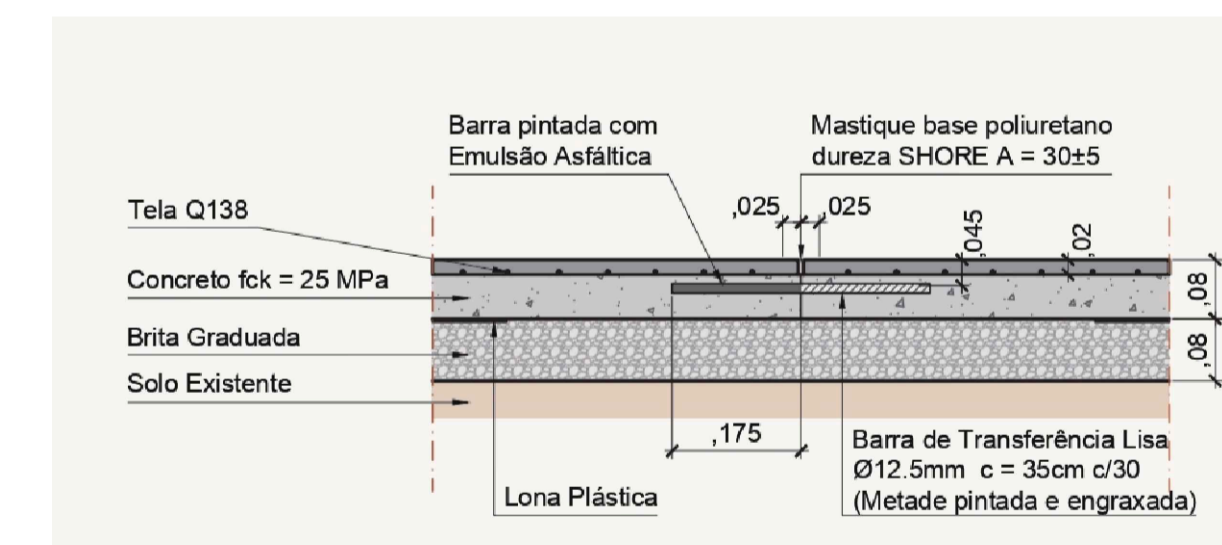 Barra pintada com
Emulsão Asfáltica
Mastique base poliuretano
dureza SHORE A = 30±5
Tela Q138
,025
,025
,045
,02
Concreto fck = 25 MPa
,08
Brita Graduada
,08
Solo Existente
,175
Barra de Transferência Lisa
Ø12.5mm c = 35cm c/30
(Metade pintada e engraxada)
Lona Plástica